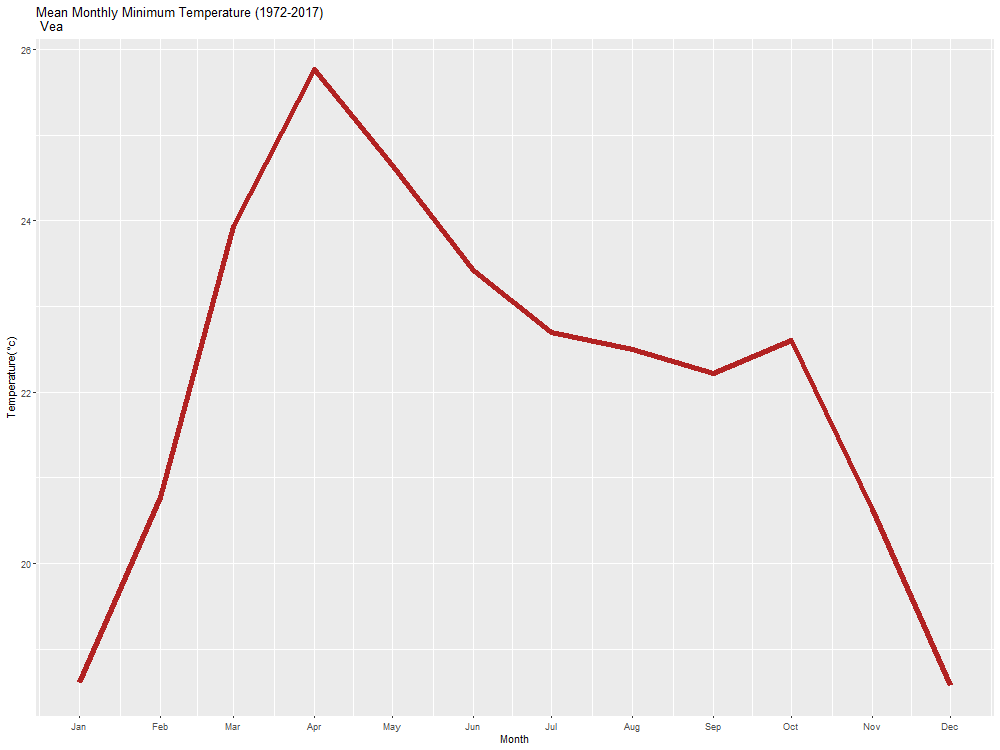 Mean Monthly Minimum Temperature (1972-2017)
Vea
26
24
22
20
Temperature(°c)
Jan Feb Mar Apr May Jun Jul Aug Sep Oct Nov Dec
Month